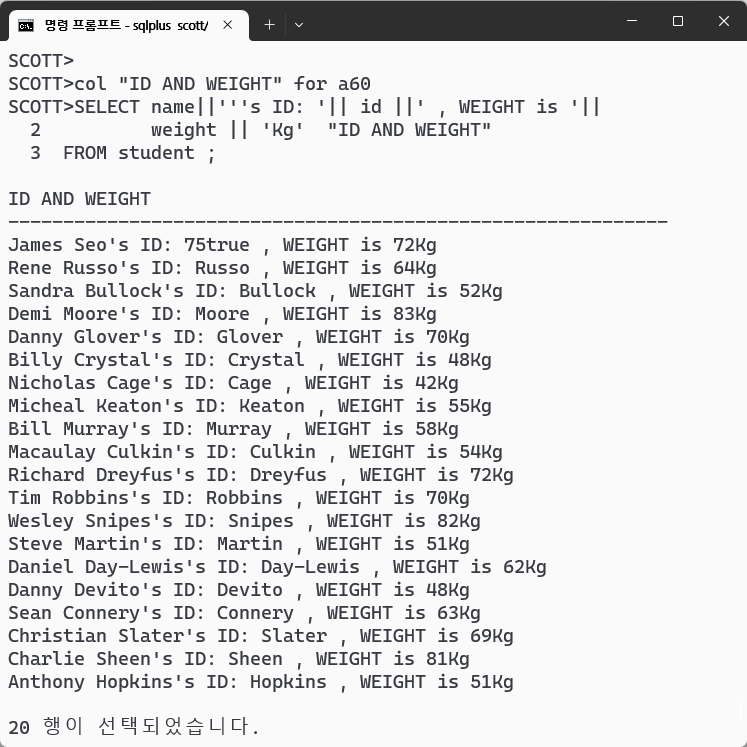 명령 프롬프트 - sqlplus scott/
SCOTT>
SCOTT>col "ID AND WEIGHT" for a60
SCOTT>SELECT name||'''s ID: '|| id ||' , WEIGHT is '||
  2          weight || 'Kg'  "ID AND WEIGHT"
  3  FROM student ;
ID AND WEIGHT
------------------------------------------------------------
James Seo's ID: 75true , WEIGHT is 72Kg
Rene Russo's ID: Russo , WEIGHT is 64Kg
Sandra Bullock's ID: Bullock , WEIGHT is 52Kg
Demi Moore's ID: Moore , WEIGHT is 83Kg
Danny Glover's ID: Glover , WEIGHT is 70Kg
Billy Crystal's ID: Crystal , WEIGHT is 48Kg
Nicholas Cage's ID: Cage , WEIGHT is 42Kg
Micheal Keaton's ID: Keaton , WEIGHT is 55Kg
Bill Murray's ID: Murray , WEIGHT is 58Kg
Macaulay Culkin's ID: Culkin , WEIGHT is 54Kg
Richard Dreyfus's ID: Dreyfus , WEIGHT is 72Kg
Tim Robbins's ID: Robbins , WEIGHT is 70Kg
Wesley Snipes's ID: Snipes , WEIGHT is 82Kg
Steve Martin's ID: Martin , WEIGHT is 51Kg
Daniel Day-Lewis's ID: Day-Lewis , WEIGHT is 62Kg
Danny Devito's ID: Devito , WEIGHT is 48Kg
Sean Connery's ID: Connery , WEIGHT is 63Kg
Christian Slater's ID: Slater , WEIGHT is 69Kg
Charlie Sheen's ID: Sheen , WEIGHT is 81Kg
Anthony Hopkins's ID: Hopkins , WEIGHT is 51Kg
20 행이 선택되었습니다.